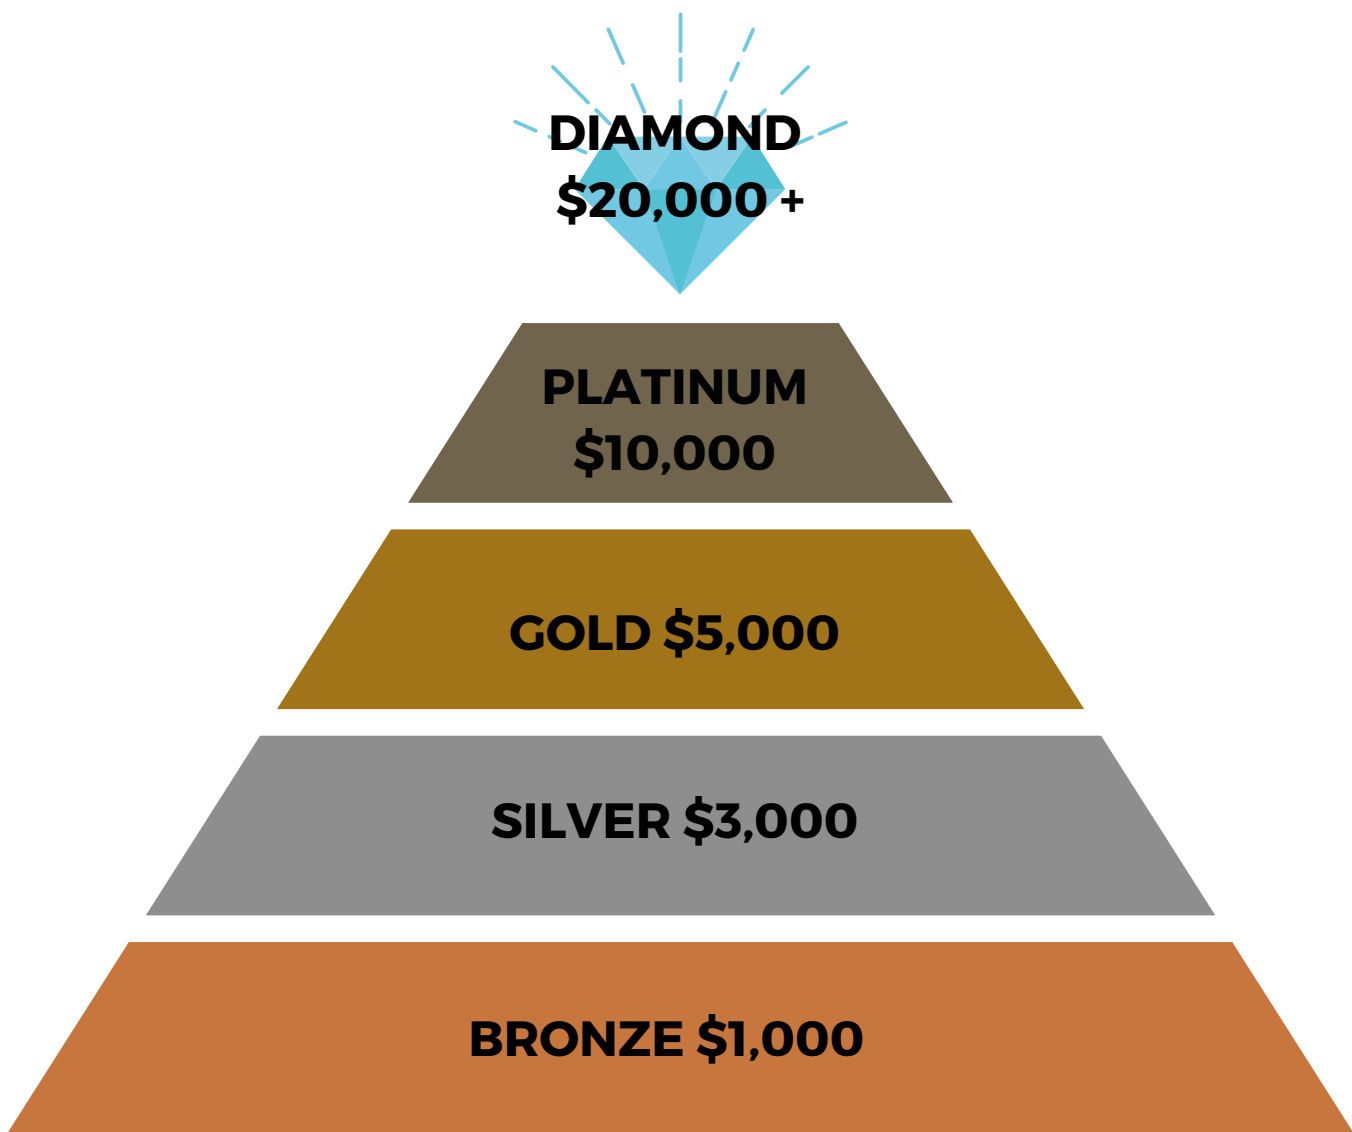 DIAMOND
$20,000 +
PLATINUM
$10,000
GOLD $5,000
SILVER $3,000
BRONZE $1,000